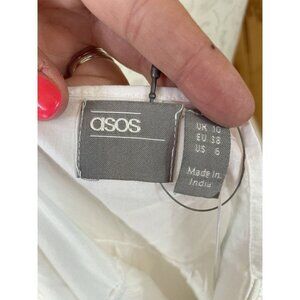 asos
UK 10
EU 38
US 6
Made in
India